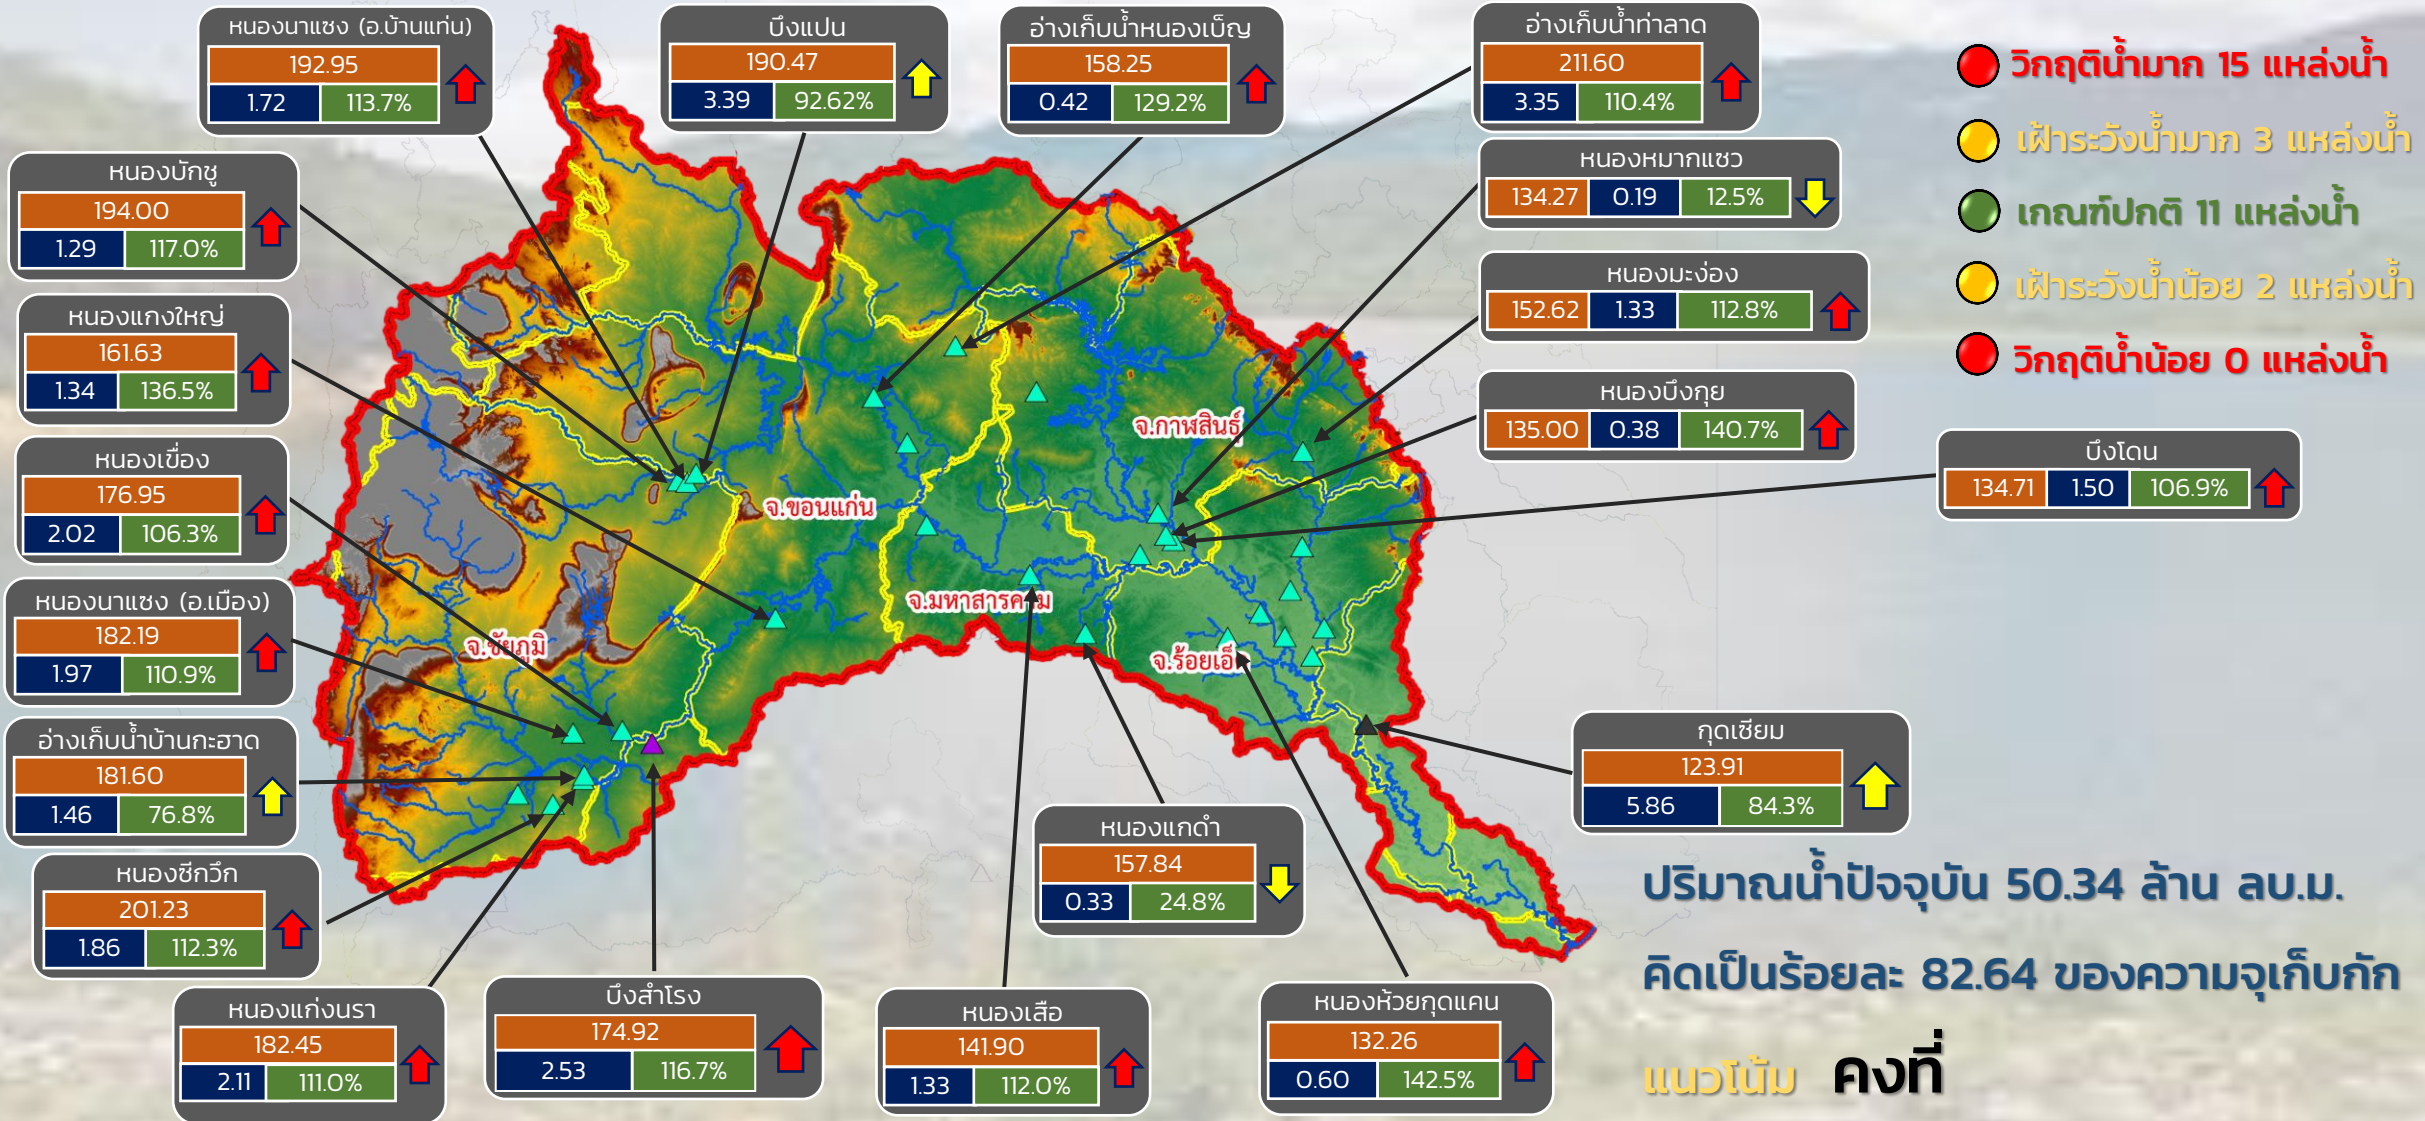 หนองนาแซง (อ.บ้านแท่น)
192.95
1.72 113.7%
บึงแปน
190.47
3.39 92.62%
อ่างเก็บน้ำหนองเบ็ญ
158.25
0.42 129.2%
อ่างเก็บน้ำท่าลาด
211.60
3.35 110.4%
วิกฤติน้ำมาก 15 แหล่งน้ำ
เฝ้าระวังน้ำมาก 3 แหล่งน้ำ
เกณฑ์ปกติ 11 แหล่งน้ำ
เฝ้าระวังน้ำน้อย 2 แหล่งน้ำ
วิกฤติน้ำน้อย 0 แหล่งน้ำ
หนองหมากแซว
134.27 0.19 12.5%
หนองมะง่อง
152.62 1.33 112.8%
หนองบึงกุย
135.00 0.38 140.7%
บึงโดน
134.71 1.50 106.9%
หนองบักชู
194.00
1.29 117.0%
หนองแกงใหญ่
161.63
1.34 136.5%
หนองเขื่อง
176.95
2.02 106.3%
หนองนาแซง (อ.เมือง)
182.19
1.97 110.9%
อ่างเก็บน้ำบ้านกะฮาด
181.60
1.46 76.8%
หนองซีกวึก
201.23
1.86 112.3%
หนองแก่งนรา
182.45
2.11 111.0%
บึงสำโรง
174.92
2.53 116.7%
หนองเสือ
141.90
1.33 112.0%
หนองแกดำ
157.84
0.33 24.8%
หนองห้วยกุดแคน
132.26
0.60 142.5%
กุดเซียม
123.91
5.86 84.3%
จ.กาฬสินธุ์
จ.ขอนแก่น
จ.มหาสารคาม
จ.ชัยภูมิ
จ.ร้อยเอ็ด
ปริมาณน้ำปัจจุบัน 50.34 ล้าน ลบ.ม.
คิดเป็นร้อยละ 82.64 ของความจุเก็บกัก
แนวโน้ม คงที่